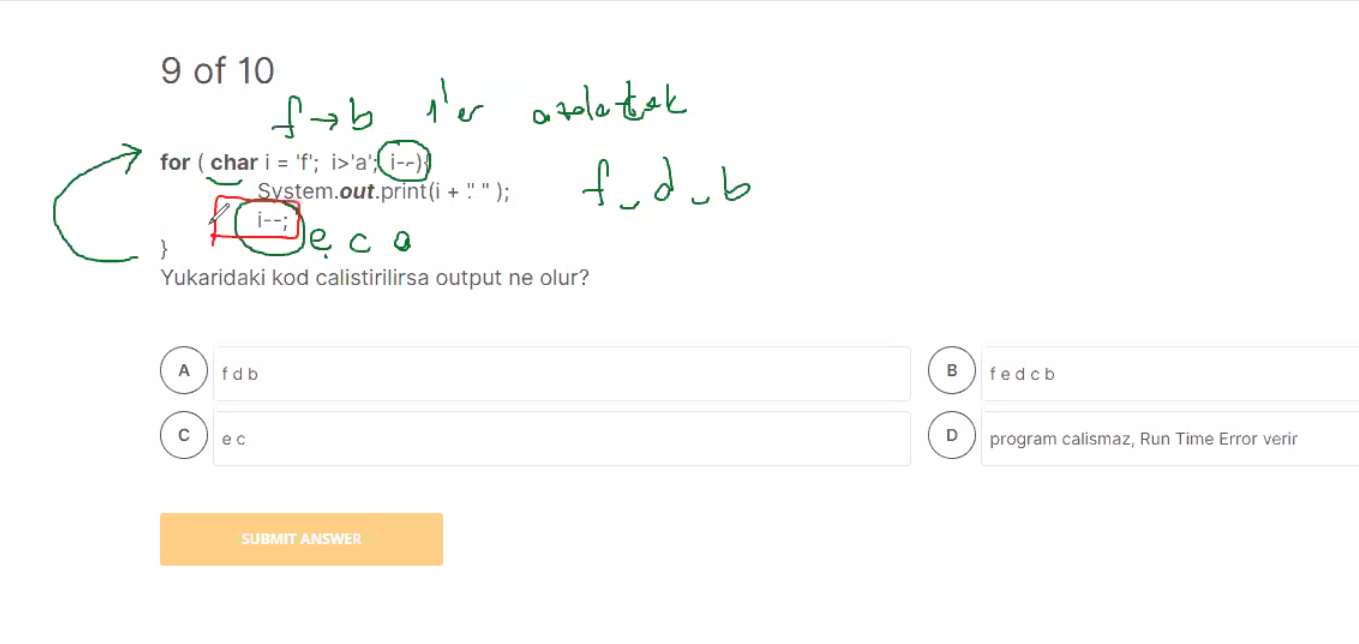 9 of 10
f→b 1'er azalatak
for ( char i = 'f'; i>'a'; i--){
System.out.print(i + " " );
f d b
i--;
e c a
}
Yukaridaki kod calistirilirsa output ne olur?
A f d b
B f e d c b
C e c
D program calismaz, Run Time Error verir
SUBMIT ANSWER